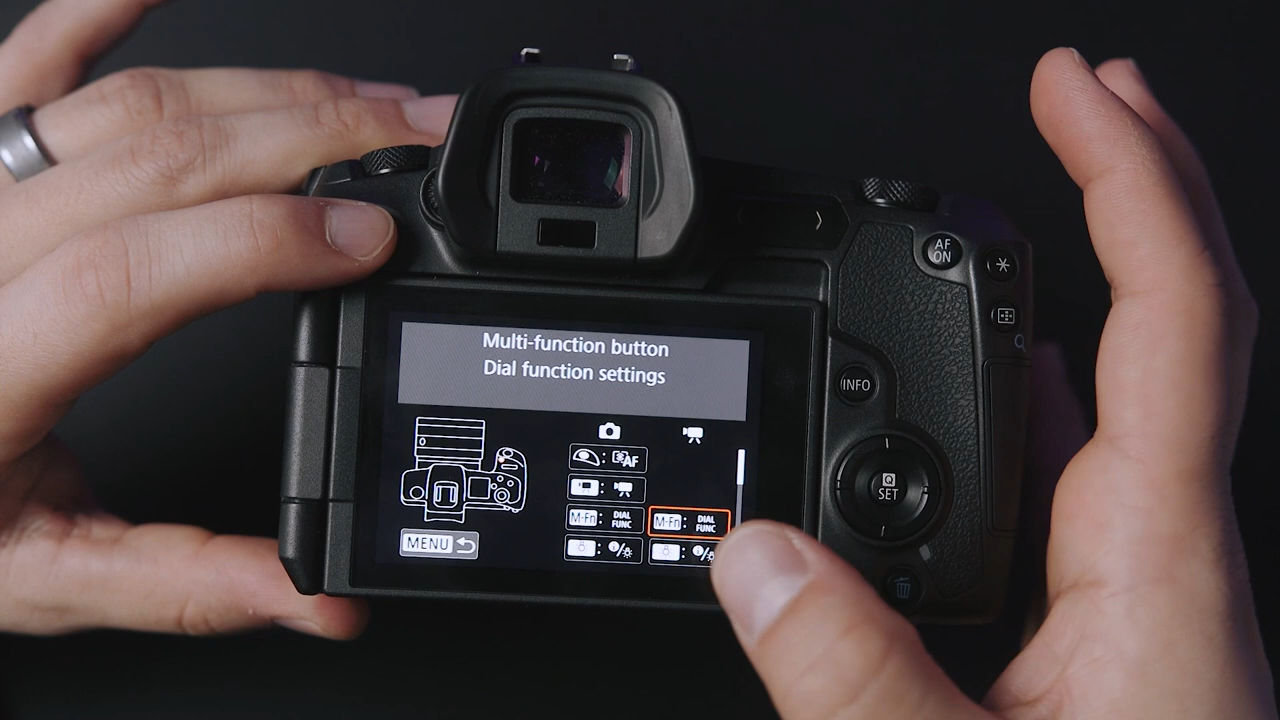 AF
ON
INFO
Q
SET
Multi-function button
Dial function settings
AF
M-Fn : DIAL FUNC
M-Fn : DIAL FUNC
MENU